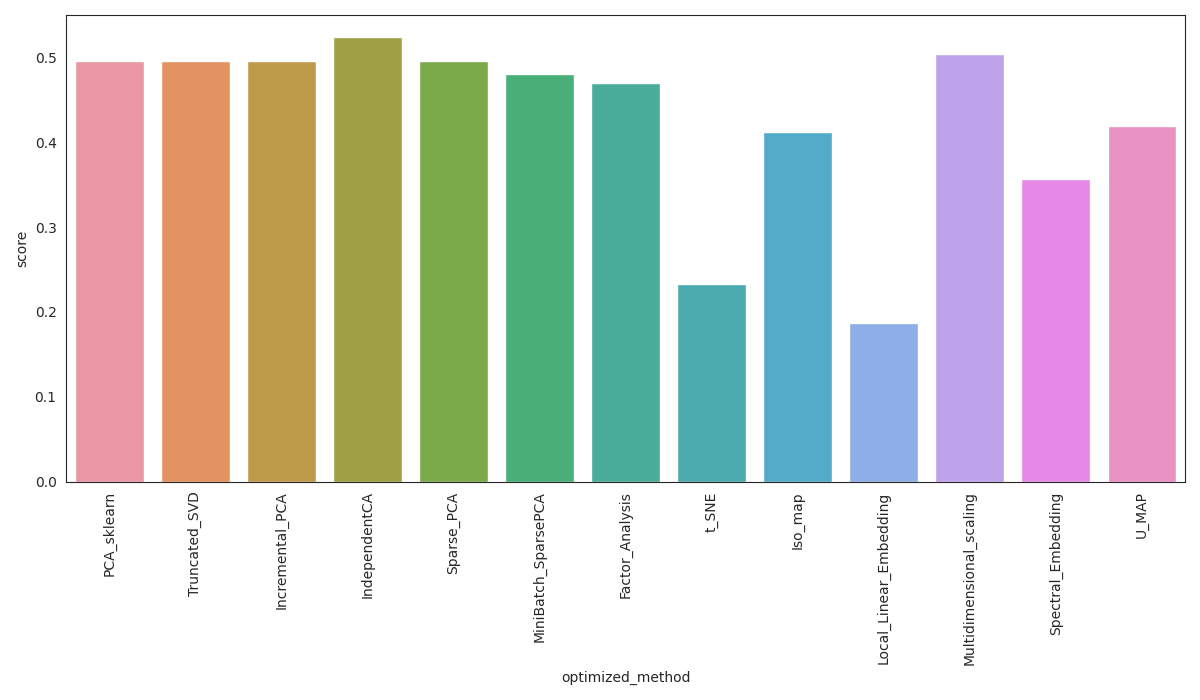 score
0.5
0.4
0.3
0.2
0.1
0.0
PCA_sklearn
Truncated_SVD
Incremental_PCA
IndependentCA
Sparse_PCA
MiniBatch_SparsePCA
Factor_Analysis
t_SNE
Iso_map
Local_Linear_Embedding
Multidimensional_scaling
Spectral_Embedding
U_MAP
optimized_method